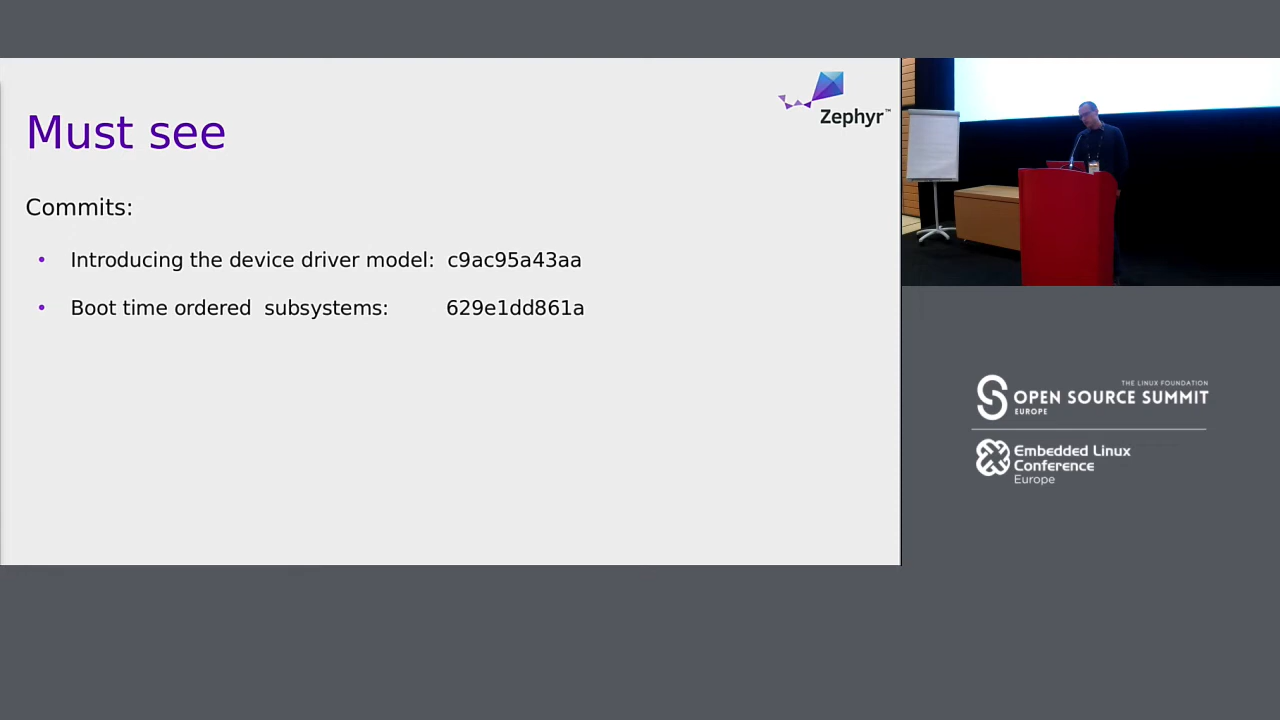 Zephyr™
Must see
Commits:
• Introducing the device driver model: c9ac95a43aa
• Boot time ordered subsystems: 629e1dd861a
THE LINUX FOUNDATION
OPEN SOURCE SUMMIT
EUROPE
Embedded Linux
Conference
Europe